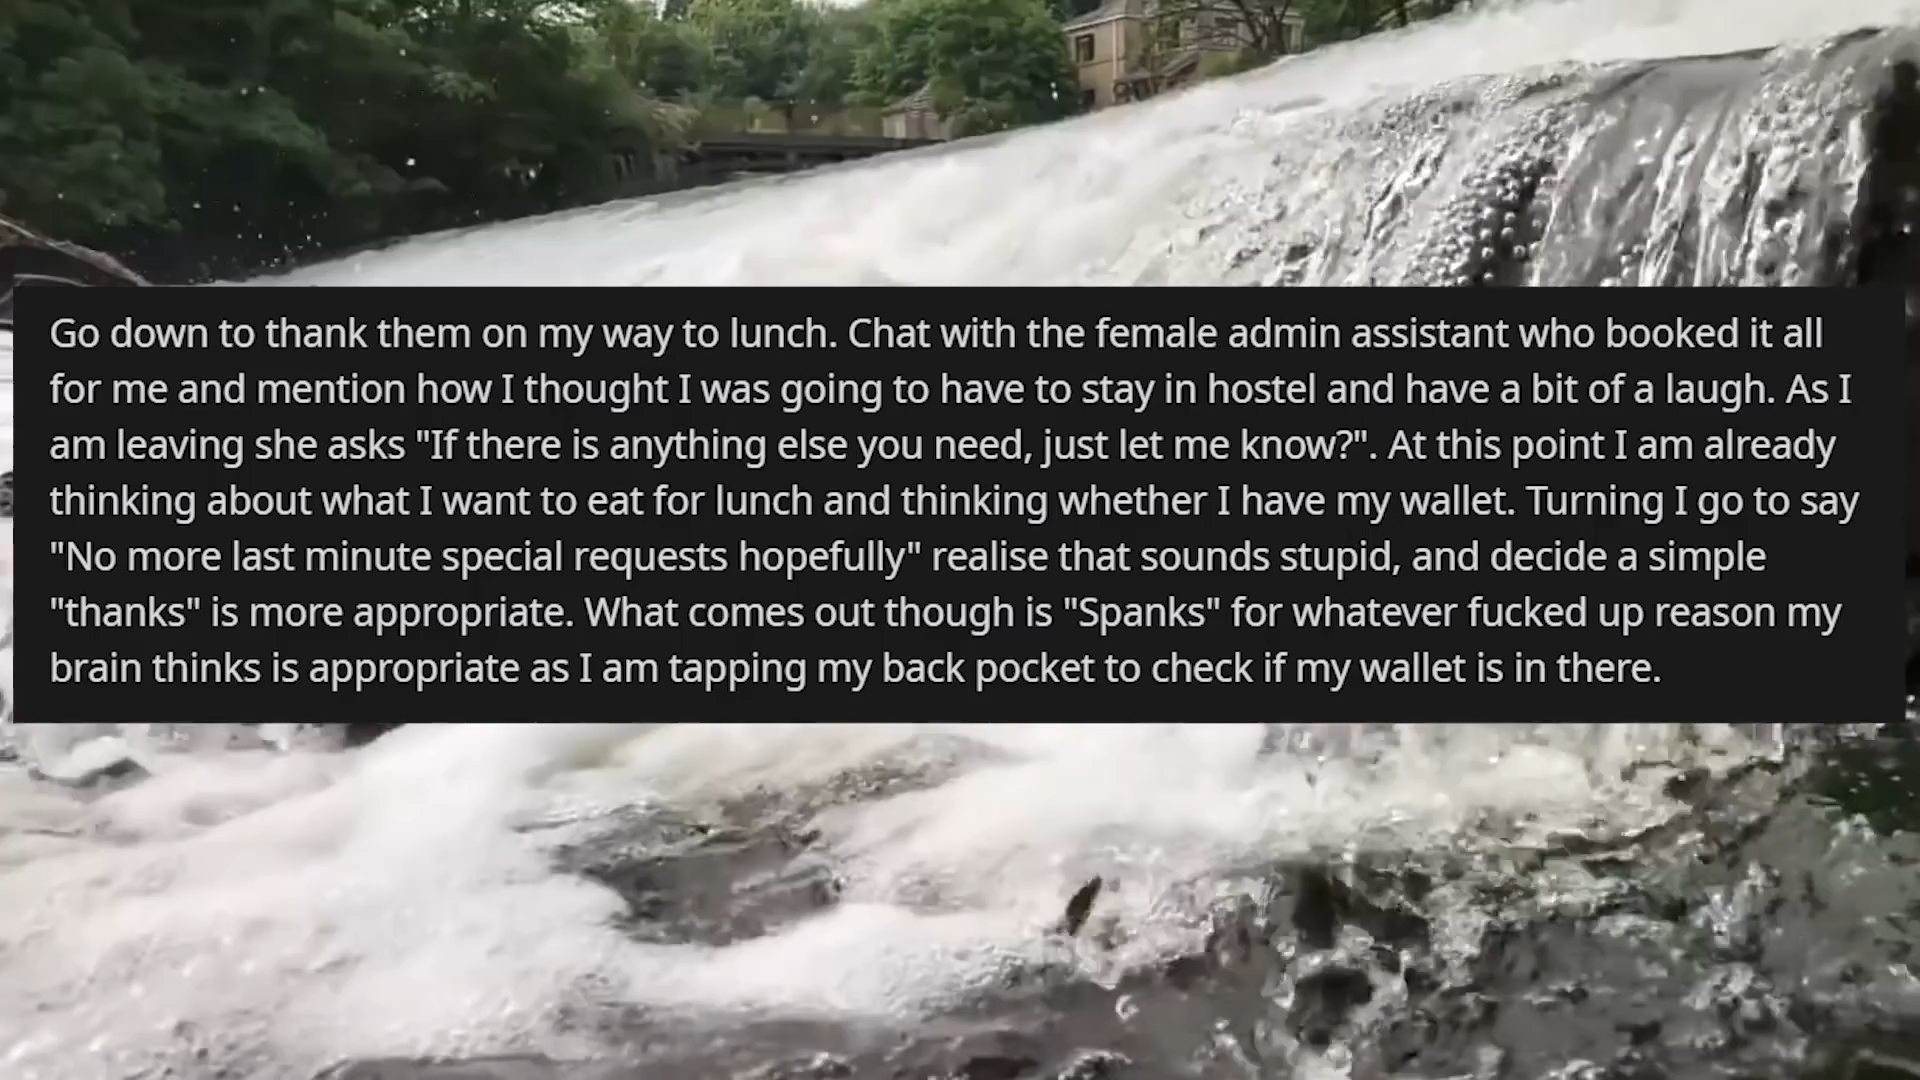 Go down to thank them on my way to lunch. Chat with the female admin assistant who booked it all
for me and mention how I thought I was going to have to stay in hostel and have a bit of a laugh. As I
am leaving she asks "If there is anything else you need, just let me know?". At this point I am already
thinking about what I want to eat for lunch and thinking whether I have my wallet. Turning I go to say
"No more last minute special requests hopefully" realise that sounds stupid, and decide a simple
"thanks" is more appropriate. What comes out though is "Spanks" for whatever fucked up reason my
brain thinks is appropriate as I am tapping my back pocket to check if my wallet is in there.